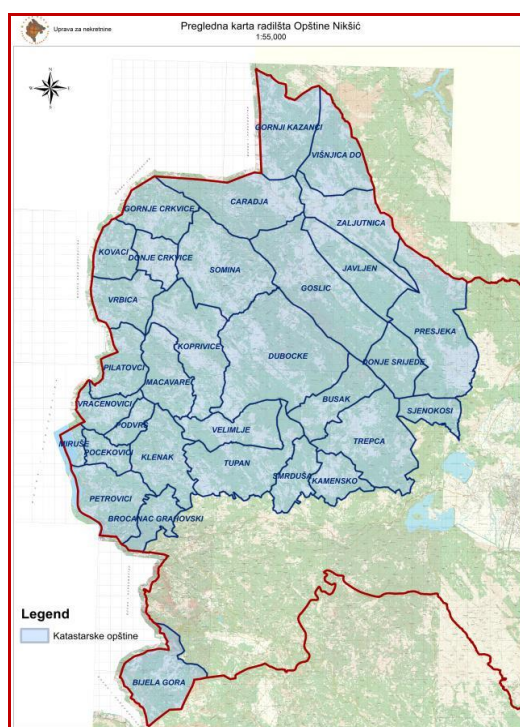 Uprava za nekretnine
Pregledna karta radilšta Opštine Nikšić
1:55,000
GORNJI KAZANCI
VIŠNJICA DO
GORNJE CRKVICE
CARADJA
ZALJUTNICA
KOVACI
DONJE CRKVICE
SOMINA
JAVLJEN
GOSLIC
VRBICA
PRESJEKA
KOPRIVICE
DUBOCKE
PILATOVCI
DONJE SRIJEDE
MACAVARE
VRACENOVICI
BUSAK
SJENOKOSI
PODVRS
VELIMLJE
MIRUŠE
TREPCA
POCEKOVICI
KLENAK
TUPAN
PETROVICI
SMRDUŠA
KAMENSKO
BROCANAC GRAHOVSKI
Legend
Katastarske opštine
BIJELA GORA